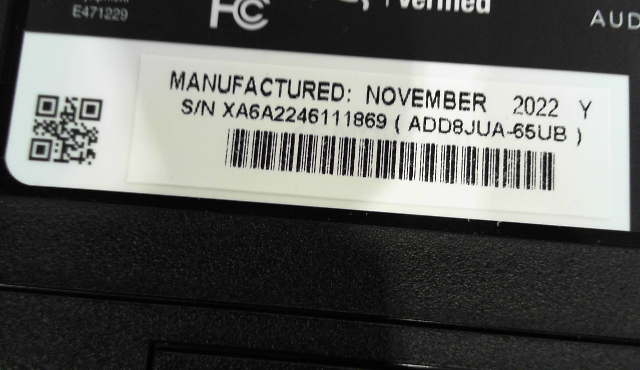 E471229
FC
Verified
AUD
MANUFACTURED: NOVEMBER 2022 Y
S/N XA6A2246111869 ( ADD8JUA-65UB )